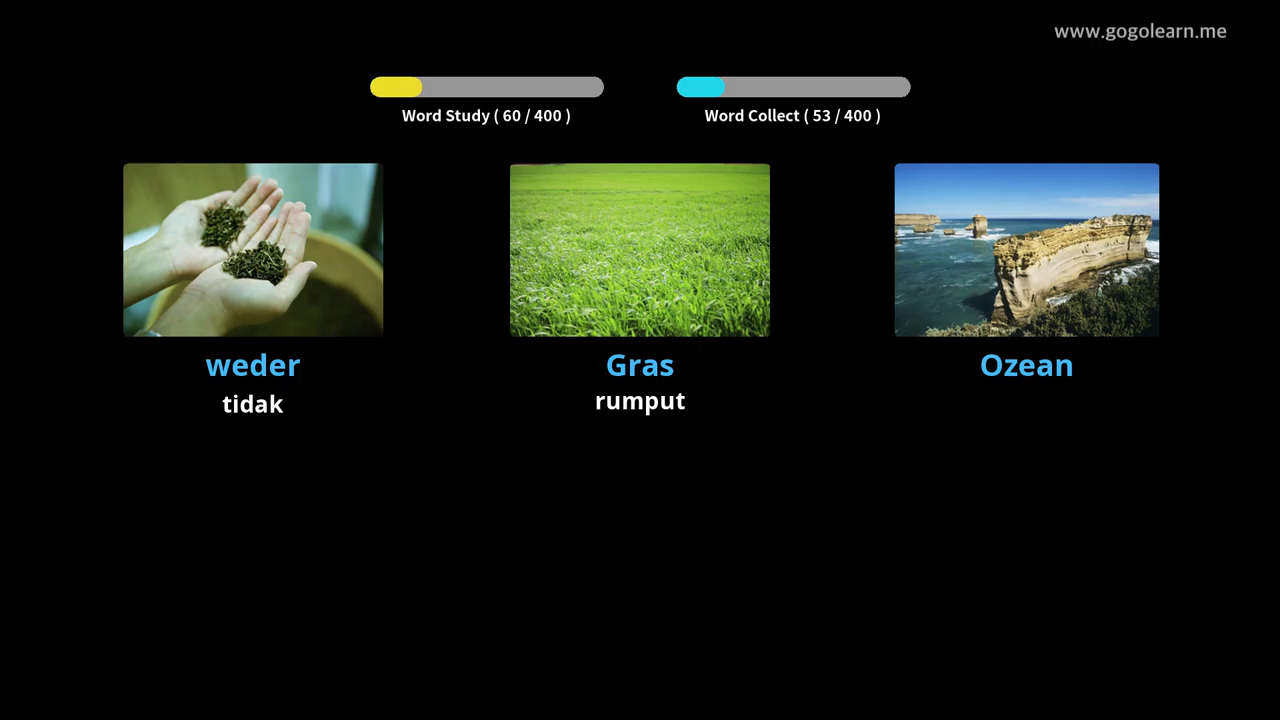 www.gogolearn.me
Word Study ( 60 / 400 )
Word Collect ( 53 / 400 )
weder
tidak
Gras
rumput
Ozean